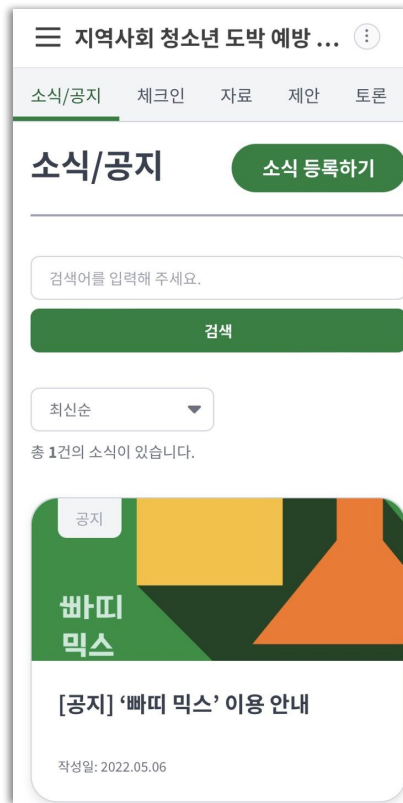 지역사회 청소년 도박 예방 ...
소식/공지 체크인 자료 제안 토론
소식/공지 소식 등록하기
검색어를 입력해 주세요.
검색
최신순
총 1건의 소식이 있습니다.
공지
빠띠
믹스
[공지] ‘빠띠 믹스’ 이용 안내
작성일: 2022.05.06